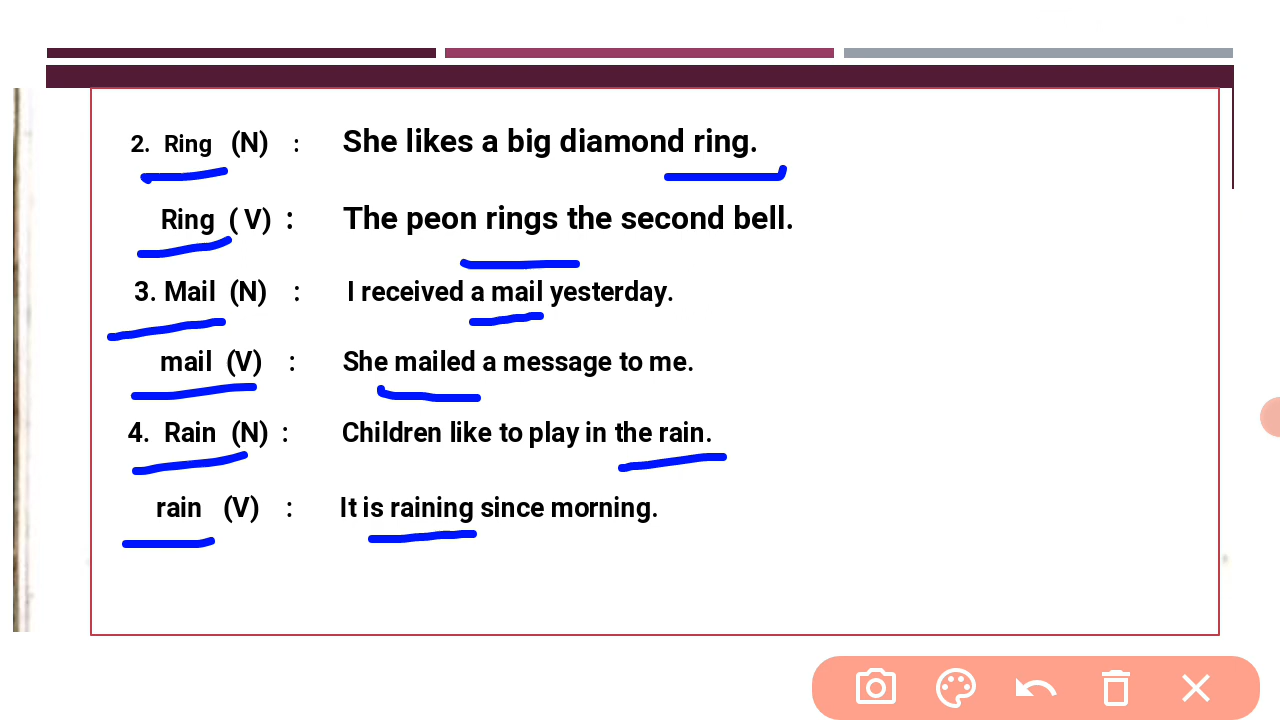 2. Ring (N) : She likes a big diamond ring.
Ring ( V) : The peon rings the second bell.
3. Mail (N) : I received a mail yesterday.
mail (V) : She mailed a message to me.
4. Rain (N) : Children like to play in the rain.
rain (V) : It is raining since morning.